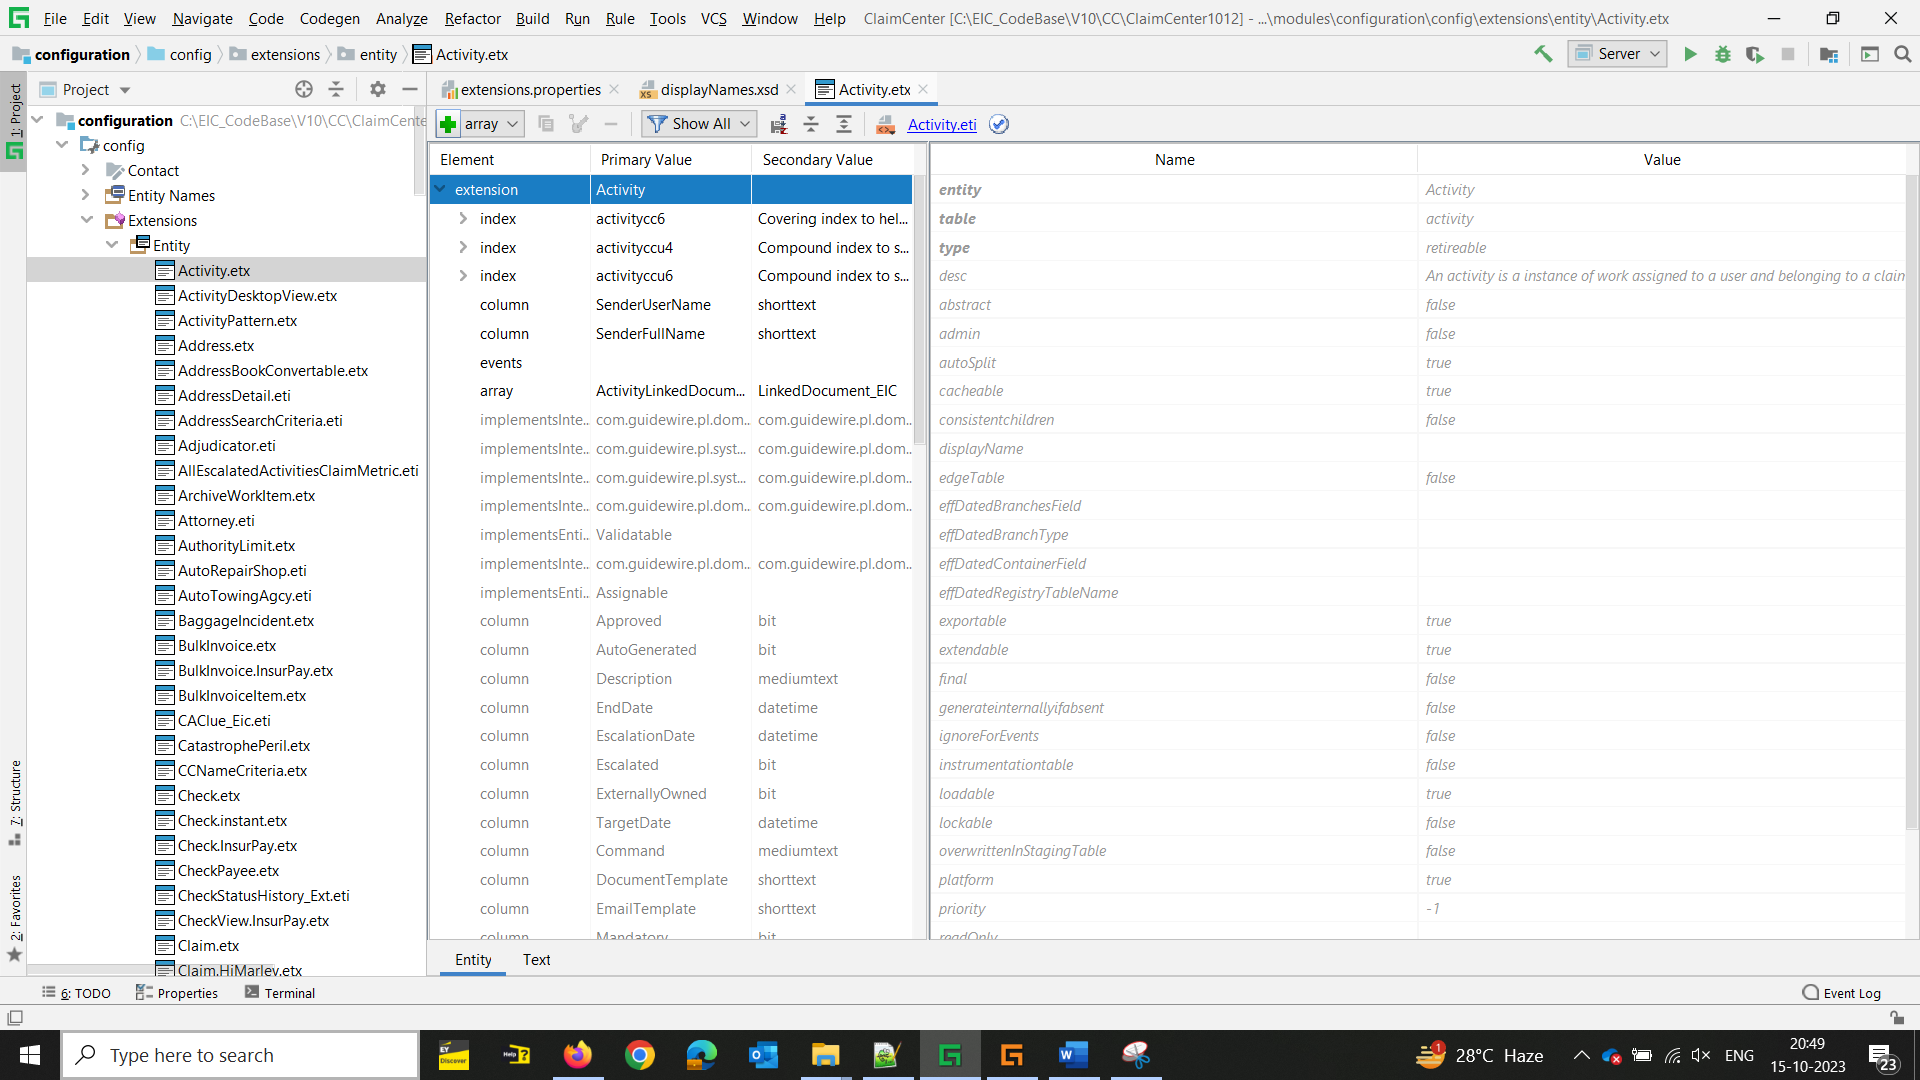 File Edit View Navigate Code Codegen Analyze Refactor Build Run Rule Tools VCS Window Help ClaimCenter [C:\EIC_CodeBase\V10\CC\ClaimCenter1012] - ...\modules\configuration\config\extensions\entity\Activity.etx
configuration config extensions entity Activity.etx Server
1: Project
7: Structure
2: Favorites
Project
configuration C:\EIC_CodeBase\V10\CC\ClaimCente
config
Contact
Entity Names
Extensions
Entity
Activity.etx
ActivityDesktopView.etx
ActivityPattern.etx
Address.etx
AddressBookConvertable.etx
AddressDetail.eti
AddressSearchCriteria.eti
Adjudicator.eti
AllEscalatedActivitiesClaimMetric.eti
ArchiveWorkItem.etx
Attorney.eti
AuthorityLimit.etx
AutoRepairShop.eti
AutoTowingAgcy.eti
BaggageIncident.etx
BulkInvoice.etx
BulkInvoice.InsurPay.etx
BulkInvoiceItem.etx
CAClue_Eic.eti
CatastrophePeril.etx
CCNameCriteria.etx
Check.etx
Check.instant.etx
Check.InsurPay.etx
CheckPayee.etx
CheckStatusHistory_Ext.eti
CheckView.InsurPay.etx
Claim.etx
Claim.HiMarley.etx
extensions.properties displayNames.xsd Activity.etx
array Show All Activity.eti
Element Primary Value Secondary Value
extension Activity
index activitycc6 Covering index to hel...
index activityccu4 Compound index to s...
index activityccu6 Compound index to s...
column SenderUserName shorttext
column SenderFullName shorttext
events
array ActivityLinkedDocum... LinkedDocument_EIC
implementsInte.. com.guidewire.pl.dom.. com.guidewire.pl.dom..
implementsInte.. com.guidewire.pl.syst... com.guidewire.pl.dom..
implementsInte.. com.guidewire.pl.syst... com.guidewire.pl.dom..
implementsInte.. com.guidewire.pl.dom.. com.guidewire.pl.dom..
implementsEnti.. Validatable
implementsInte.. com.guidewire.pl.dom.. com.guidewire.pl.dom..
implementsEnti.. Assignable
column Approved bit
column AutoGenerated bit
column Description mediumtext
column EndDate datetime
column EscalationDate datetime
column Escalated bit
column ExternallyOwned bit
column TargetDate datetime
column Command mediumtext
column DocumentTemplate shorttext
column EmailTemplate shorttext
column Mandatory bit
Name Value
entity Activity
table activity
type retireable
desc An activity is a instance of work assigned to a user and belonging to a claim
abstract false
admin false
autoSplit true
cacheable true
consistentchildren false
displayName
edgeTable false
effDatedBranchesField
effDatedBranchType
effDatedContainerField
effDatedRegistryTableName
exportable true
extendable true
final false
generateinternallyifabsent false
ignoreForEvents false
instrumentationtable false
loadable true
lockable false
overwrittenInStagingTable false
platform true
priority -1
readOnly
Entity Text
6: TODO Properties Terminal Event Log
Type here to search
EY Discover
Help ?
1
28°C Haze
ENG
20:49
15-10-2023
23